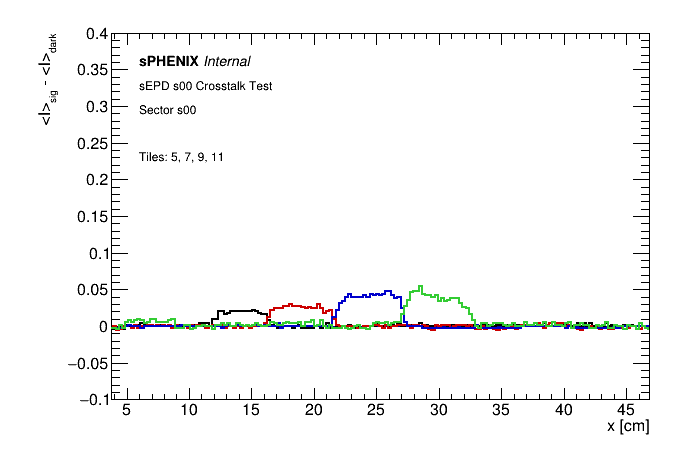 <I>sig - <I>dark
0.4
0.35
0.3
0.25
0.2
0.15
0.1
0.05
0
−0.05
−0.1
sPHENIX Internal
sEPD s00 Crosstalk Test
Sector s00
Tiles: 5, 7, 9, 11
5 10 15 20 25 30 35 40 45
x [cm]